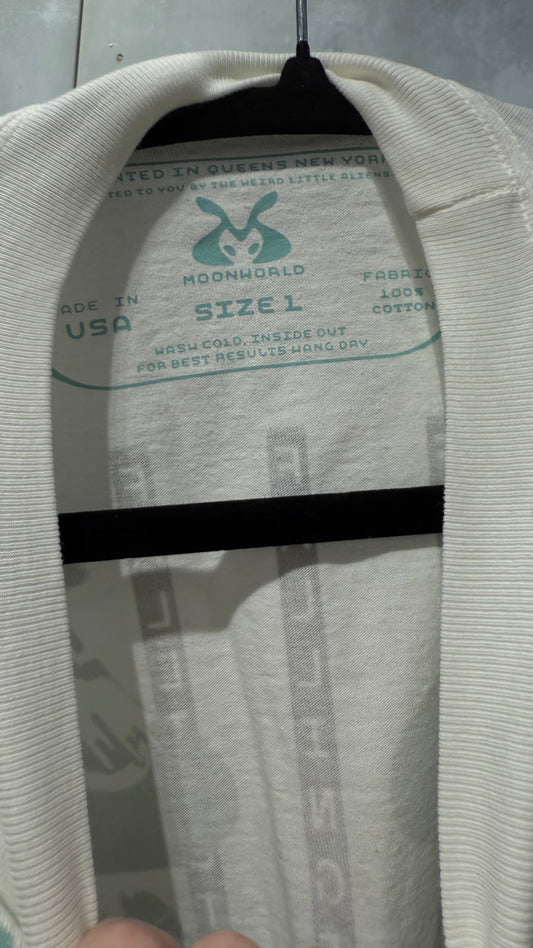 NTED IN QUEENS NEW YORK
TED TO YOU BY THE WEIRD LITTLE ALIENS
MOONWORLD
ADE IN
USA
SIZE 1
FABRIC
100%
COTTON
WASH COLD, INSIDE OUT
FOR BEST RESULTS HANG DRY